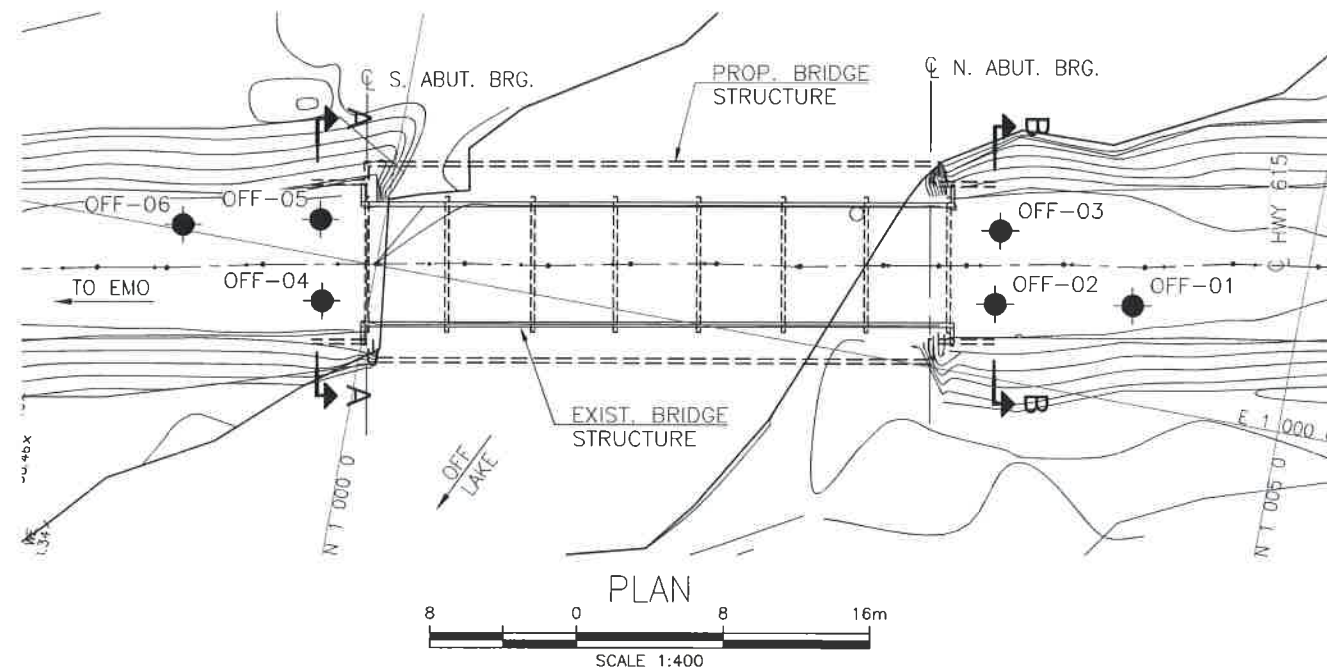 ℄ S. ABUT. BRG.
PROP. BRIDGE
STRUCTURE
℄ N. ABUT. BRG.
A
B
OFF-06
OFF-05
OFF-03
℄ HWY 615
TO EMO
OFF-04
OFF-02
OFF-01
A
B
EXIST. BRIDGE
STRUCTURE
OFF
LAKE
E 1 000
N 1 000 0
N 1 005 0
PLAN
8 0 8 16m
SCALE 1:400